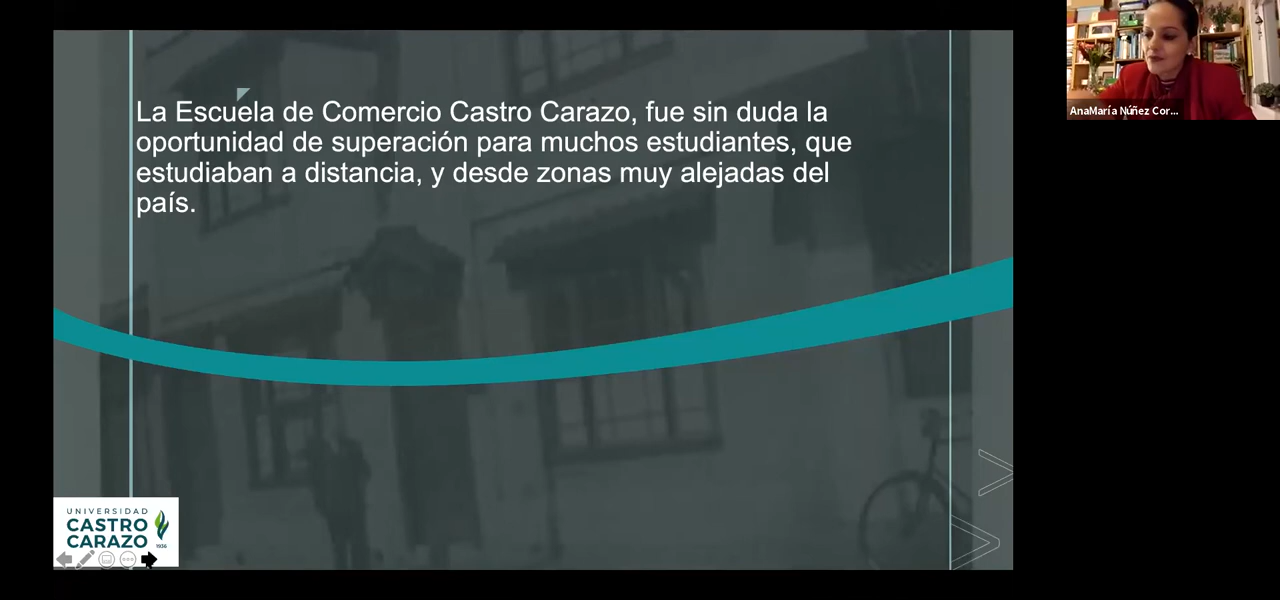 La Escuela de Comercio Castro Carazo, fue sin duda la
oportunidad de superación para muchos estudiantes, que
estudiaban a distancia, y desde zonas muy alejadas del
país.
AnaMaría Núñez Cor...
UNIVERSIDAD
CASTRO
CARAZO
1936